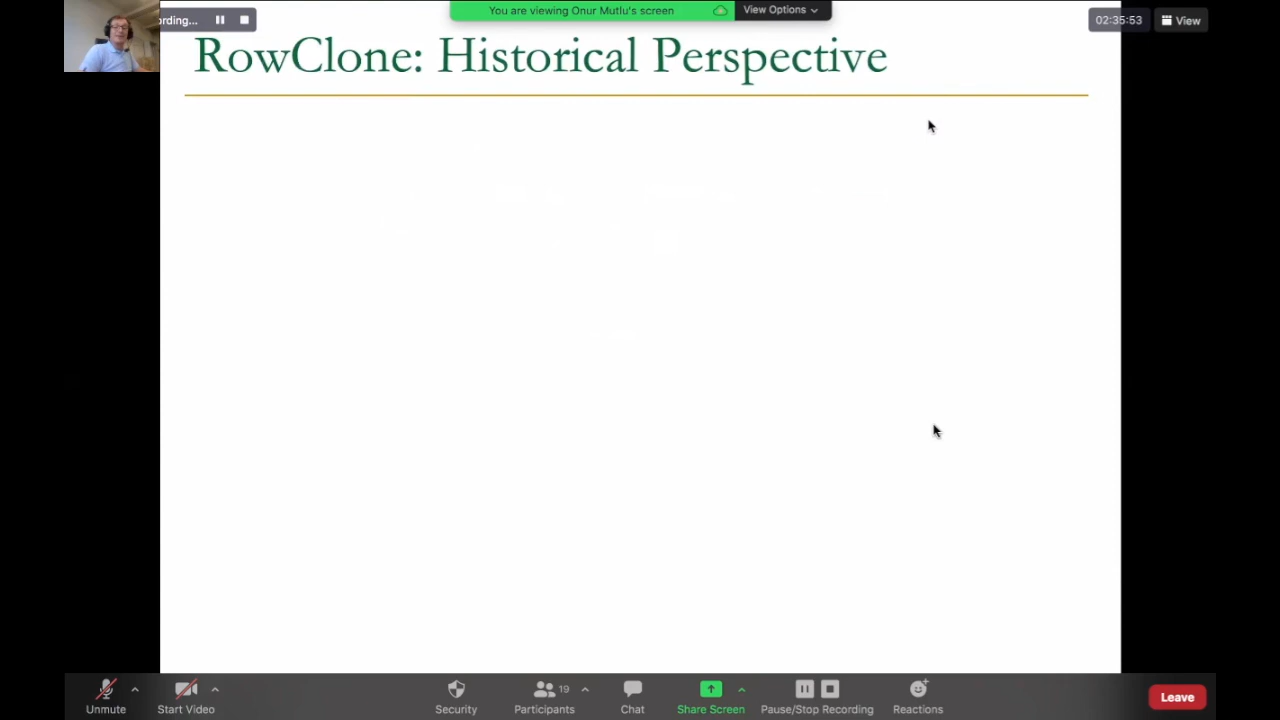 rding...
You are viewing Onur Mutlu's screen
View Options
02:35:53
View
RowClone: Historical Perspective
Unmute
Start Video
Security
Participants
19
Chat
Share Screen
Pause/Stop Recording
Reactions
Leave